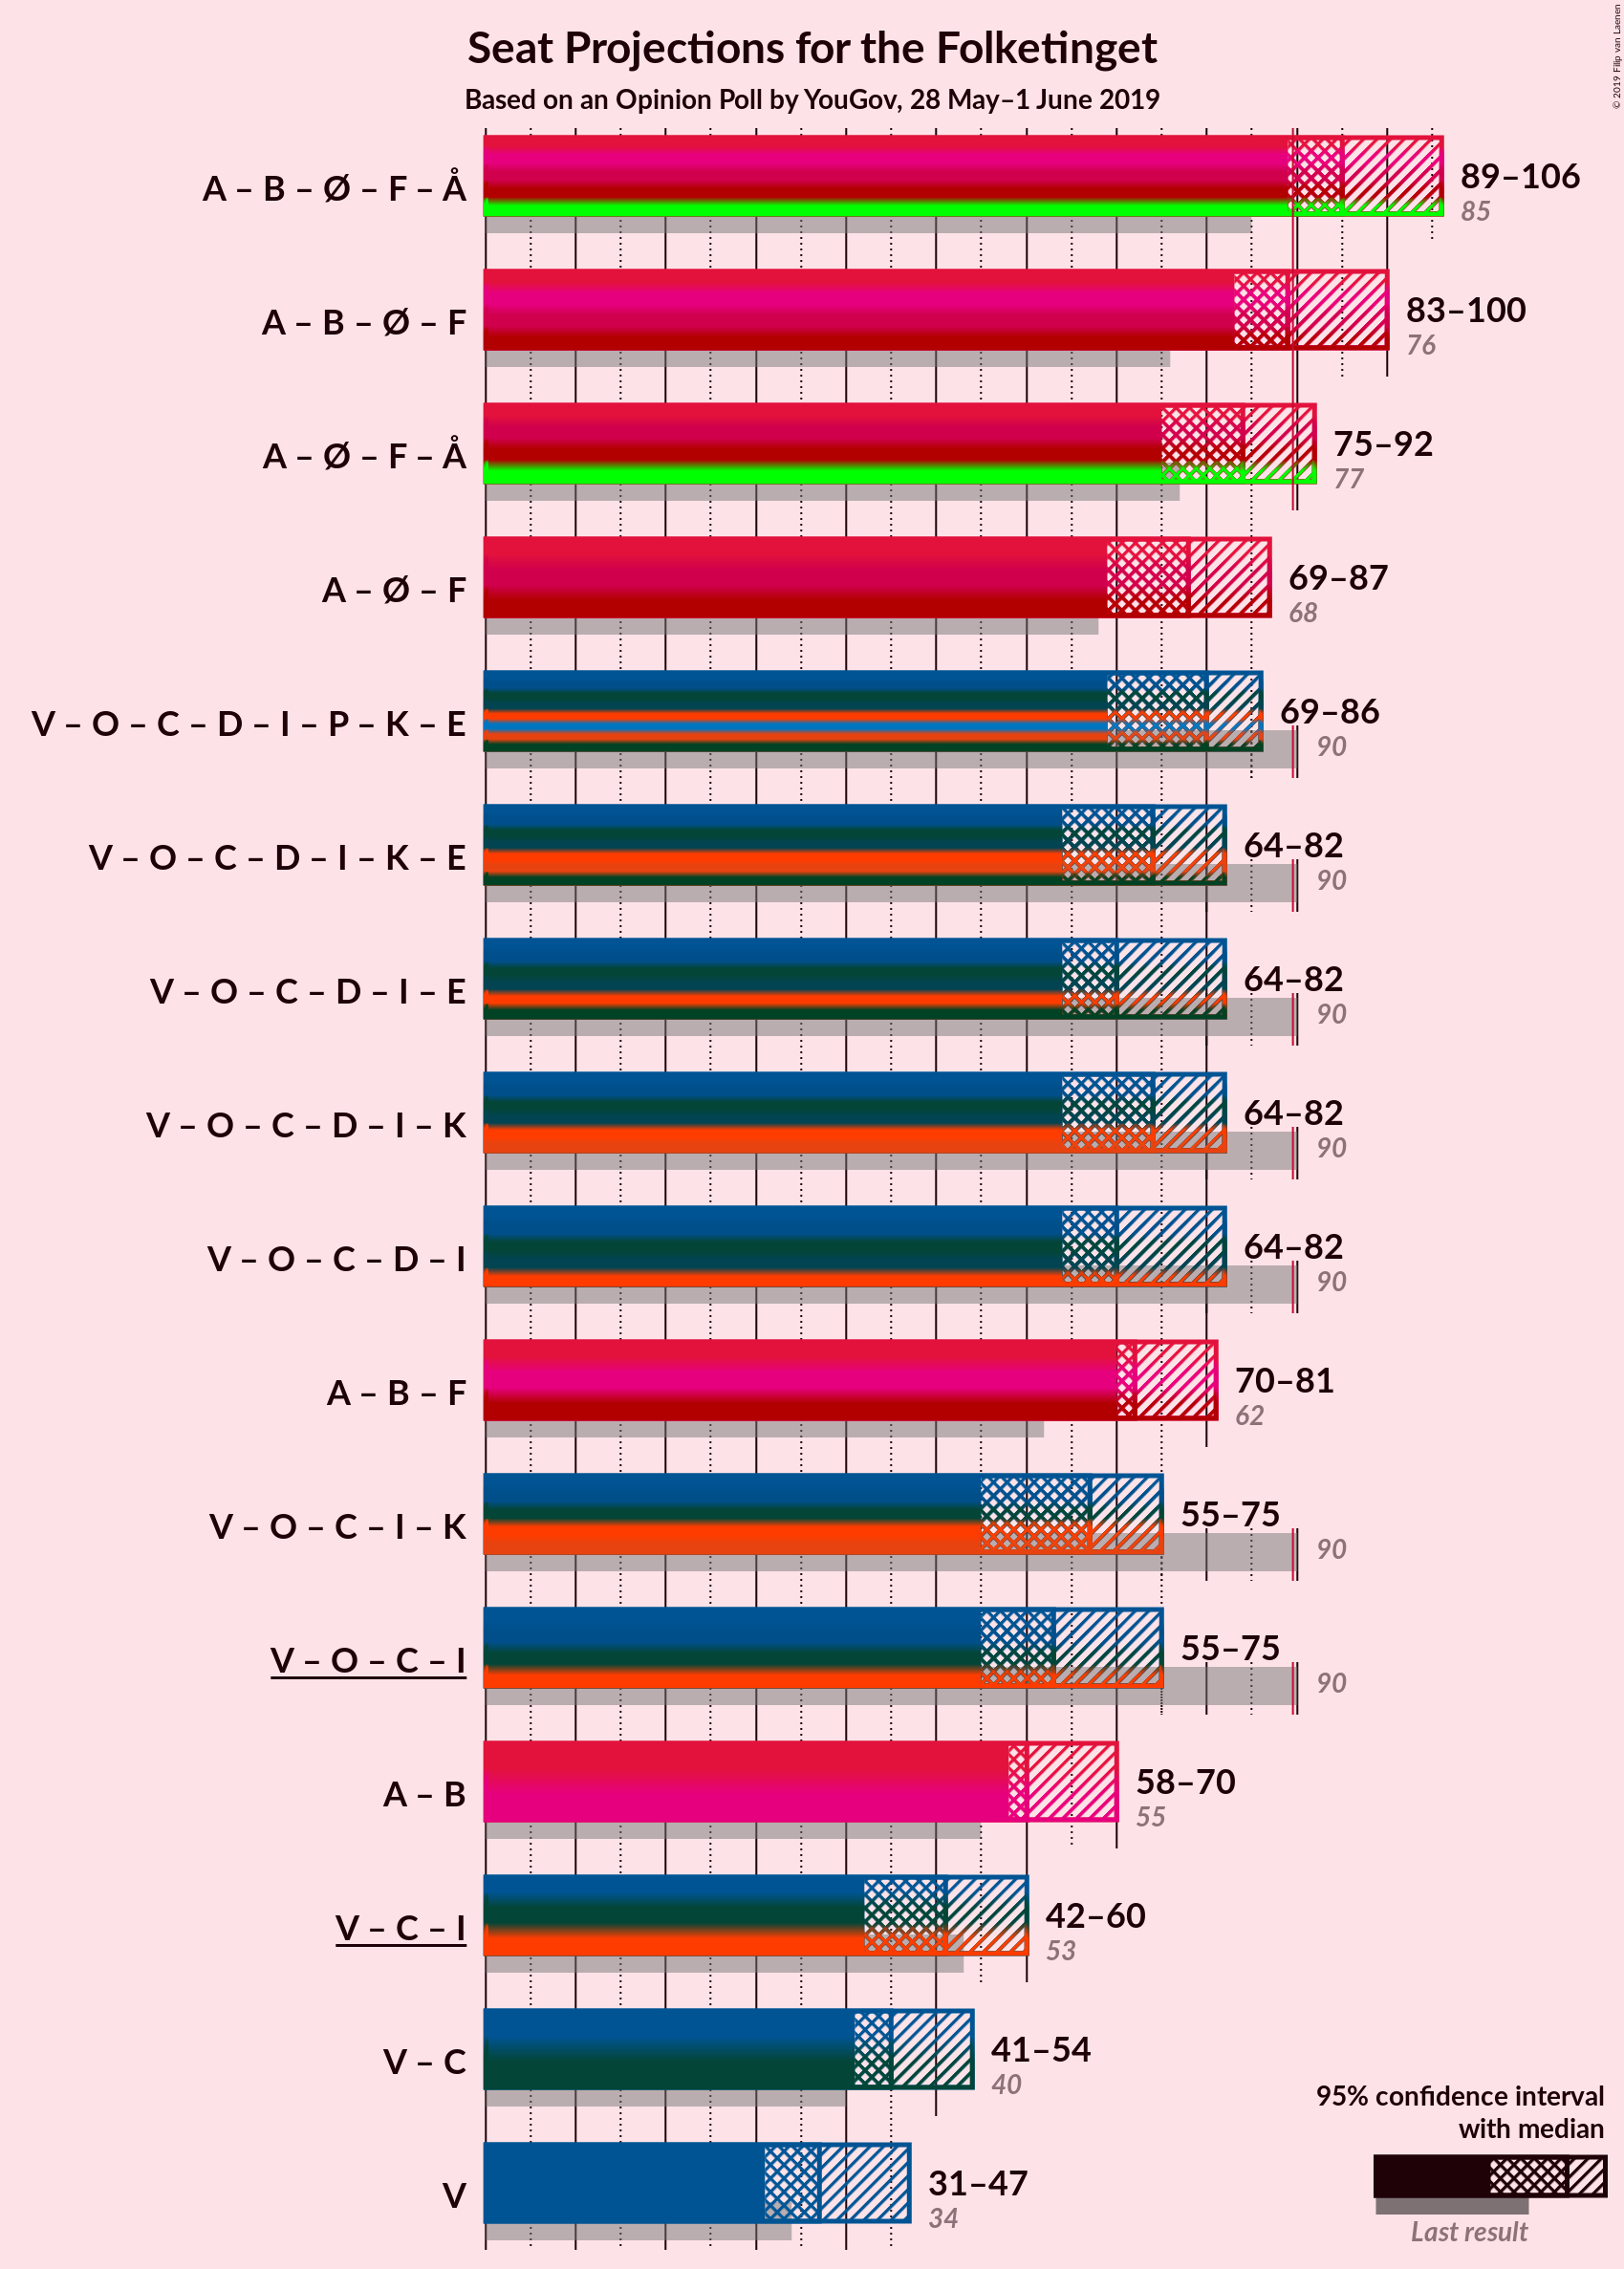 © 2019 Filip van Laenen
Seat Projections for the Folketinget
Based on an Opinion Poll by YouGov, 28 May–1 June 2019
A – B – Ø – F – Å
89–106
85
A – B – Ø – F
83–100
76
A – Ø – F – Å
75–92
77
A – Ø – F
69–87
68
V – O – C – D – I – P – K – E
69–86
90
V – O – C – D – I – K – E
64–82
90
V – O – C – D – I – E
64–82
90
V – O – C – D – I – K
64–82
90
V – O – C – D – I
64–82
90
A – B – F
70–81
62
V – O – C – I – K
55–75
90
V – O – C – I
55–75
90
A – B
58–70
55
V – C – I
42–60
53
V – C
41–54
40
V
31–47
34
95% confidence interval
with median
Last result